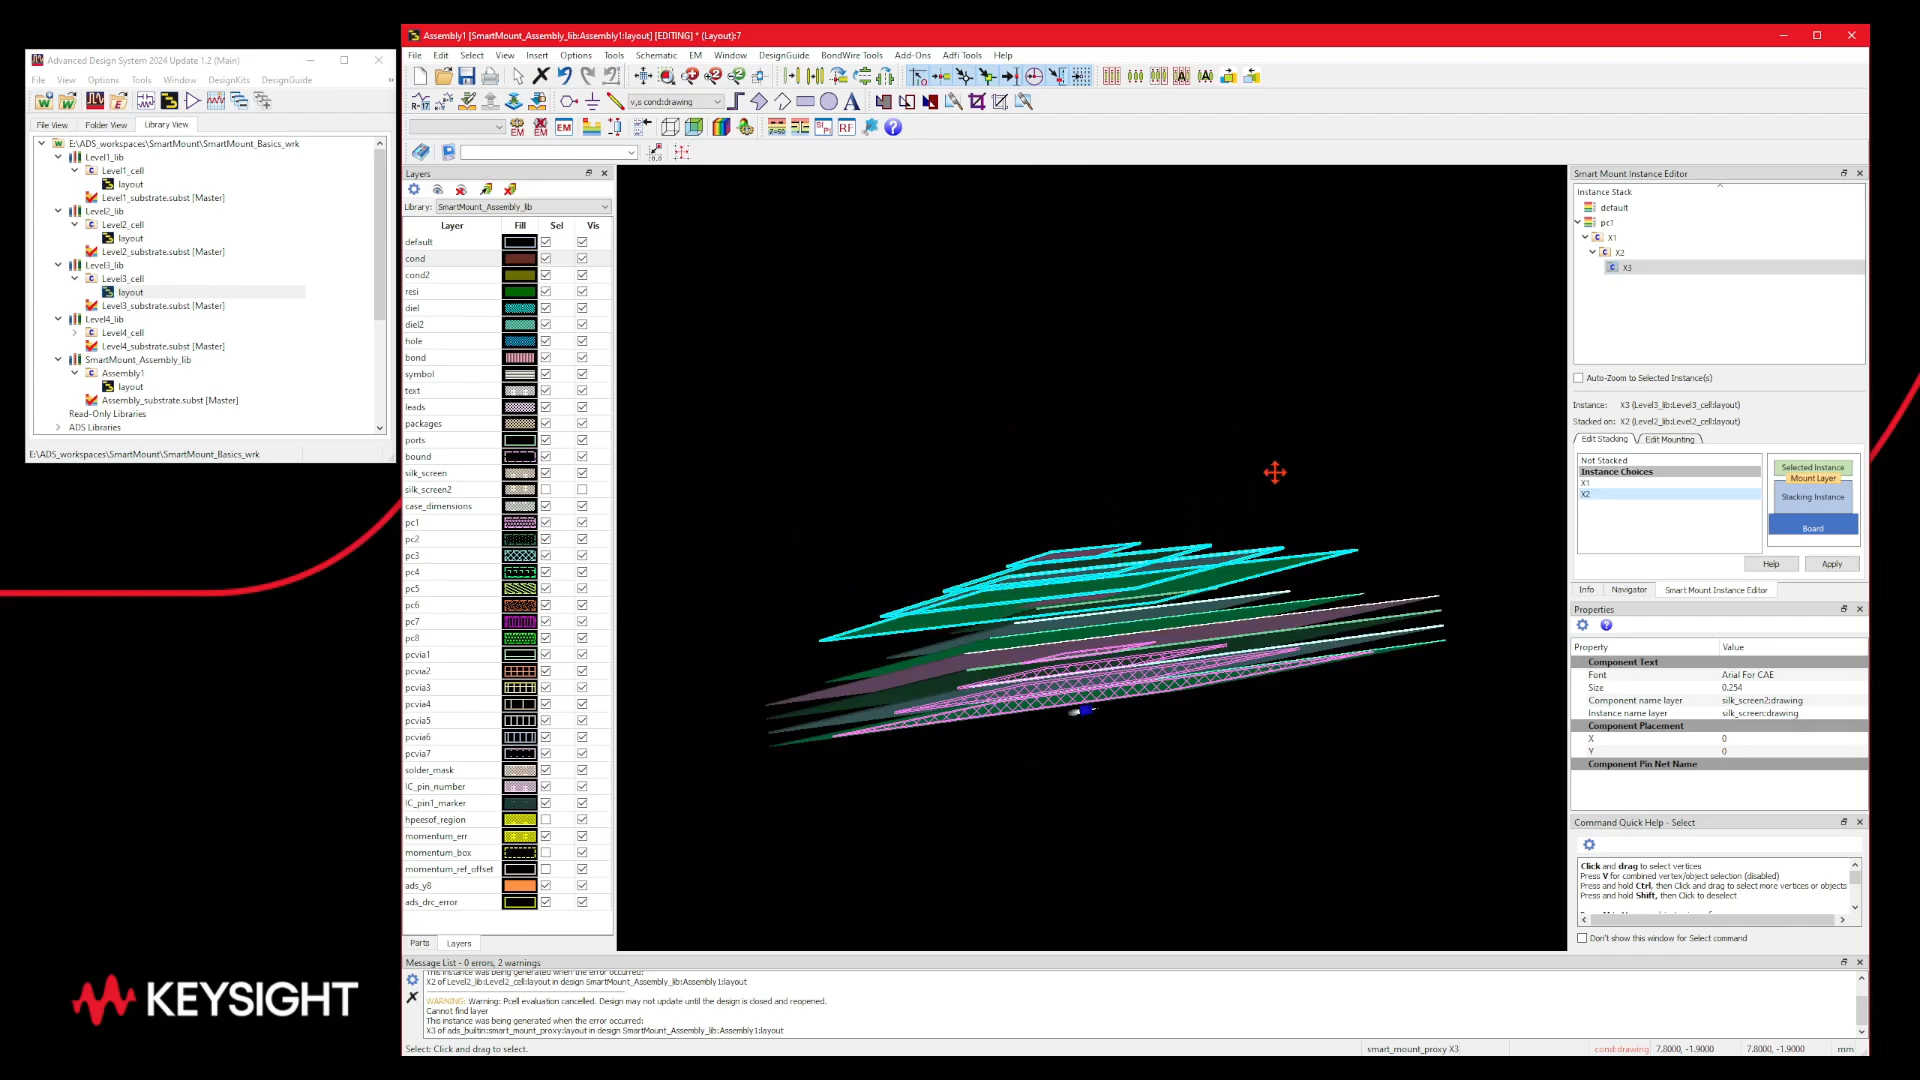 Advanced Design System 2024 Update 1.2 (Main)
File View Options Tools Window DesignKits DesignGuide
File View Folder View Library View
E:\ADS_workspaces\SmartMount\SmartMount_Basics_wrk
Level1_lib
Level1_cell
layout
Level1_substrate.subst [Master]
Level2_lib
Level2_cell
layout
Level2_substrate.subst [Master]
Level3_lib
Level3_cell
layout
Level3_substrate.subst [Master]
Level4_lib
Level4_cell
Level4_substrate.subst [Master]
SmartMount_Assembly_lib
Assembly1
layout
Assembly_substrate.subst [Master]
Read-Only Libraries
ADS Libraries
E:\ADS_workspaces\SmartMount\SmartMount_Basics_wrk
KEYSIGHT
Assembly1 [SmartMount_Assembly_lib:Assembly1:layout] [EDITING] * (Layout):7
File Edit Select View Insert Options Tools Schematic EM Window DesignGuide BondWire Tools Add-Ons Adfi Tools Help
v,s cond:drawing
Layers
Library: SmartMount_Assembly_lib
Layer Fill Sel Vis
default
cond
cond2
resi
diel
diel2
hole
bond
symbol
text
leads
packages
ports
bound
silk_screen
silk_screen2
case_dimensions
pc1
pc2
pc3
pc4
pc5
pc6
pc7
pc8
pcvia1
pcvia2
pcvia3
pcvia4
pcvia5
pcvia6
pcvia7
solder_mask
IC_pin_number
IC_pin1_marker
hpeesof_region
momentum_err
momentum_box
momentum_ref_offset
ads_y8
ads_drc_error
Parts Layers
Smart Mount Instance Editor
Instance Stack
default
pc1
X1
X2
X3
Auto-Zoom to Selected Instance(s)
Instance: X3 (Level3_lib:Level3_cell:layout)
Stacked on: X2 (Level2_lib:Level2_cell:layout)
Edit Stacking Edit Mounting
Not Stacked
Instance Choices
X1
X2
Selected Instance
Mount Layer
Stacking Instance
Board
Help Apply
Info Navigator Smart Mount Instance Editor
Properties
Property Value
Component Text
Font Arial For CAE
Size 0.254
Component name layer silk_screen2:drawing
Instance name layer silk_screen:drawing
Component Placement
X 0
Y 0
Component Pin Net Name
Command Quick Help - Select
Click and drag to select vertices
Press V for combined vertex/object selection (disabled)
Press and hold Ctrl, then Click and drag to select more vertices or objects
Press and hold Shift, then Click to deselect
Don't show this window for Select command
Message List - 0 errors, 2 warnings
This instance was being generated when the error occurred:
X2 of Level2_lib:Level2_cell:layout in design SmartMount_Assembly_lib:Assembly1:layout
WARNING: Warning: Pcell evaluation cancelled. Design may not update until the design is closed and reopened.
Cannot find layer
This instance was being generated when the error occurred:
X3 of ads_builtin:smart_mount_proxy:layout in design SmartMount_Assembly_lib:Assembly1:layout
Select: Click and drag to select. smart_mount_proxy X3 cond:drawing 7.8000, -1.9000 7.8000, -1.9000 mm